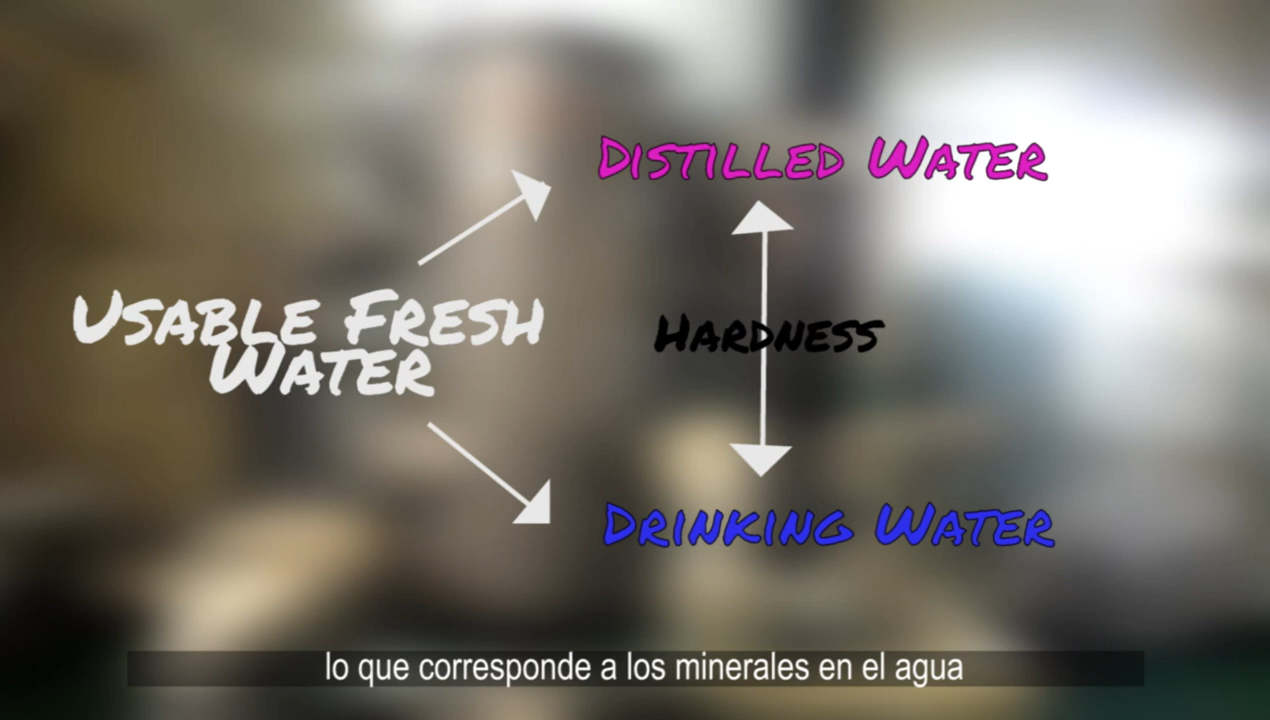 Distilled Water
Usable Fresh
Water
Hardness
Drinking Water
lo que corresponde a los minerales en el agua